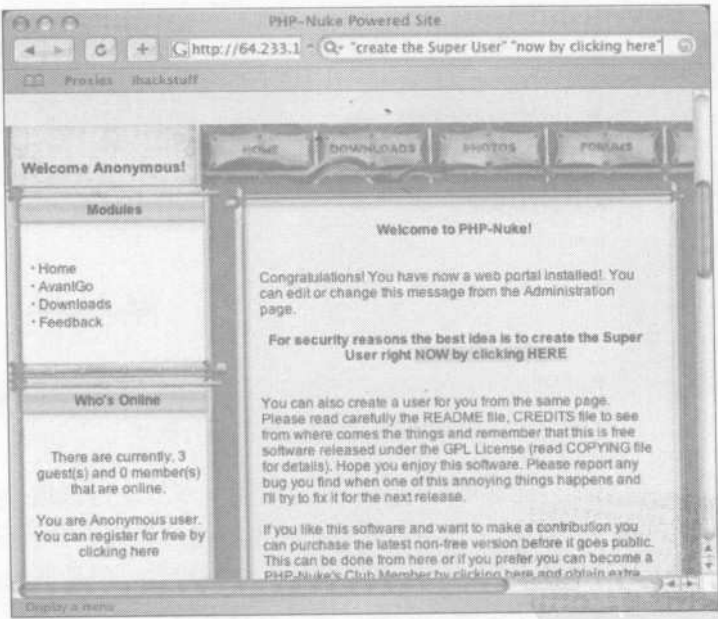 PHP-Nuke Powered Site
http://64.233.1
"create the Super User" "now by clicking here"
Proxies ihackstuff
HOME DOWNLOADS PHOTOS FORUMS
Welcome Anonymous!
Modules
· Home
· AvantGo
· Downloads
· Feedback
Who's Online
There are currently, 3
guest(s) and 0 member(s)
that are online.
You are Anonymous user.
You can register for free by
clicking here
Welcome to PHP-Nuke!
Congratulations! You have now a web portal installed!. You
can edit or change this message from the Administration
page.
For security reasons the best idea is to create the Super
User right NOW by clicking HERE
You can also create a user for you from the same page.
Please read carefully the README file, CREDITS file to see
from where comes the things and remember that this is free
software released under the GPL License (read COPYING file
for details). Hope you enjoy this software. Please report any
bug you find when one of this annoying things happens and
I'll try to fix it for the next release.
If you like this software and want to make a contribution you
can purchase the latest non-free version before it goes public.
This can be done from here or if you prefer you can become a
PHP-Nuke's Club Member by clicking here and obtain extra
Display a menu